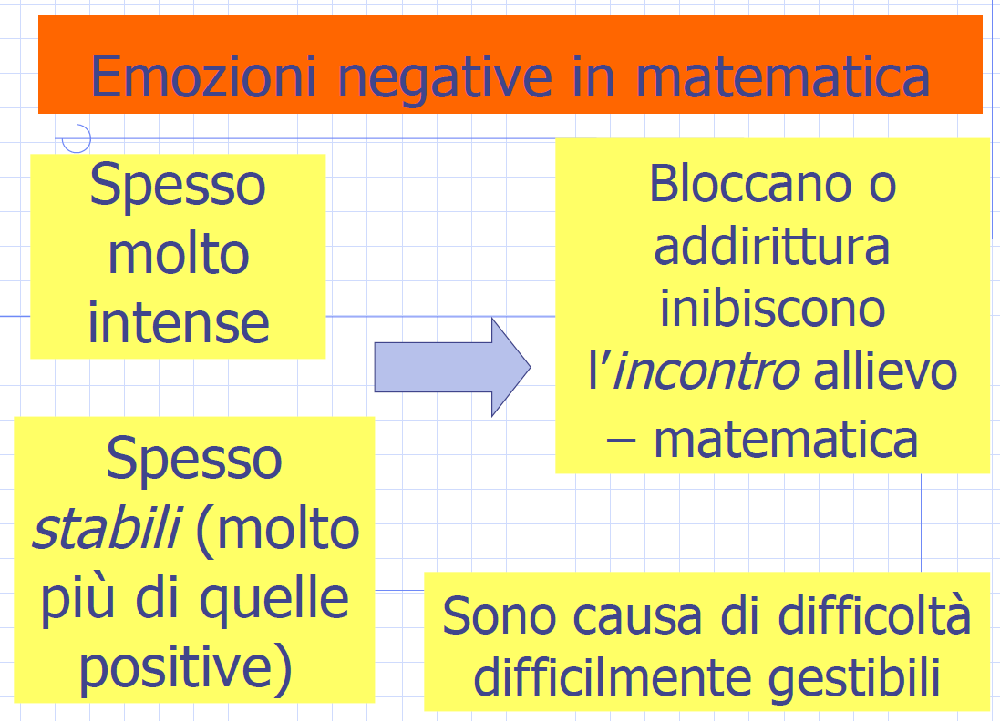 Emozioni negative in matematica
Spesso
molto
intense
Spesso
stabili (molto
più di quelle
positive)
Bloccano o
addirittura
inibiscono
l’incontro allievo
– matematica
Sono causa di difficoltà
difficilmente gestibili